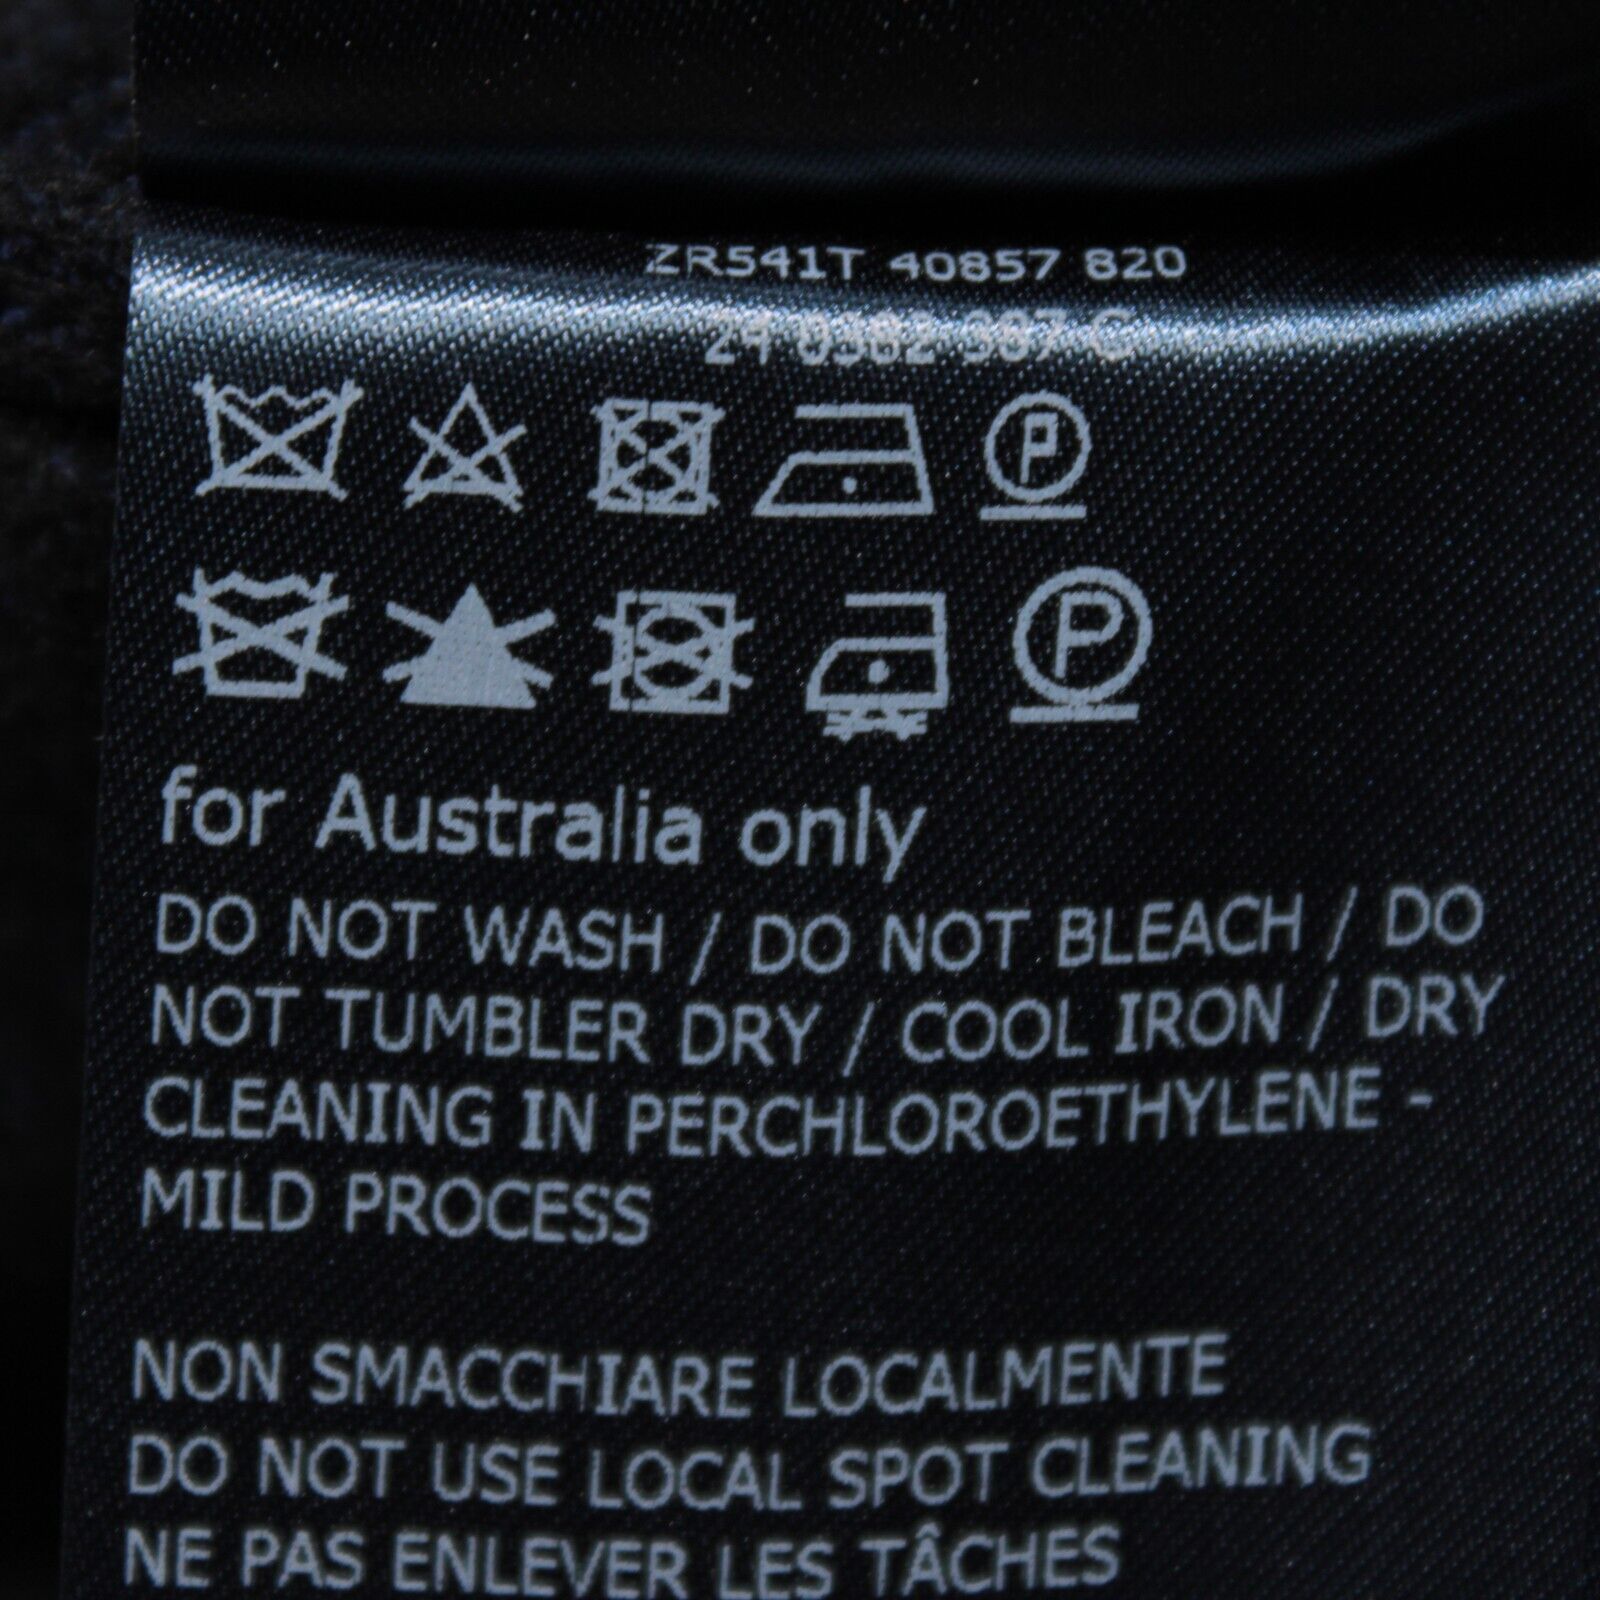 ZR541T 40857 820
for Australia only
DO NOT WASH / DO NOT BLEACH / DO
NOT TUMBLER DRY / COOL IRON / DRY
CLEANING IN PERCHLOROETHYLENE -
MILD PROCESS
NON SMACCHIARE LOCALMENTE
DO NOT USE LOCAL SPOT CLEANING
NE PAS ENLEVER LES TÂCHES